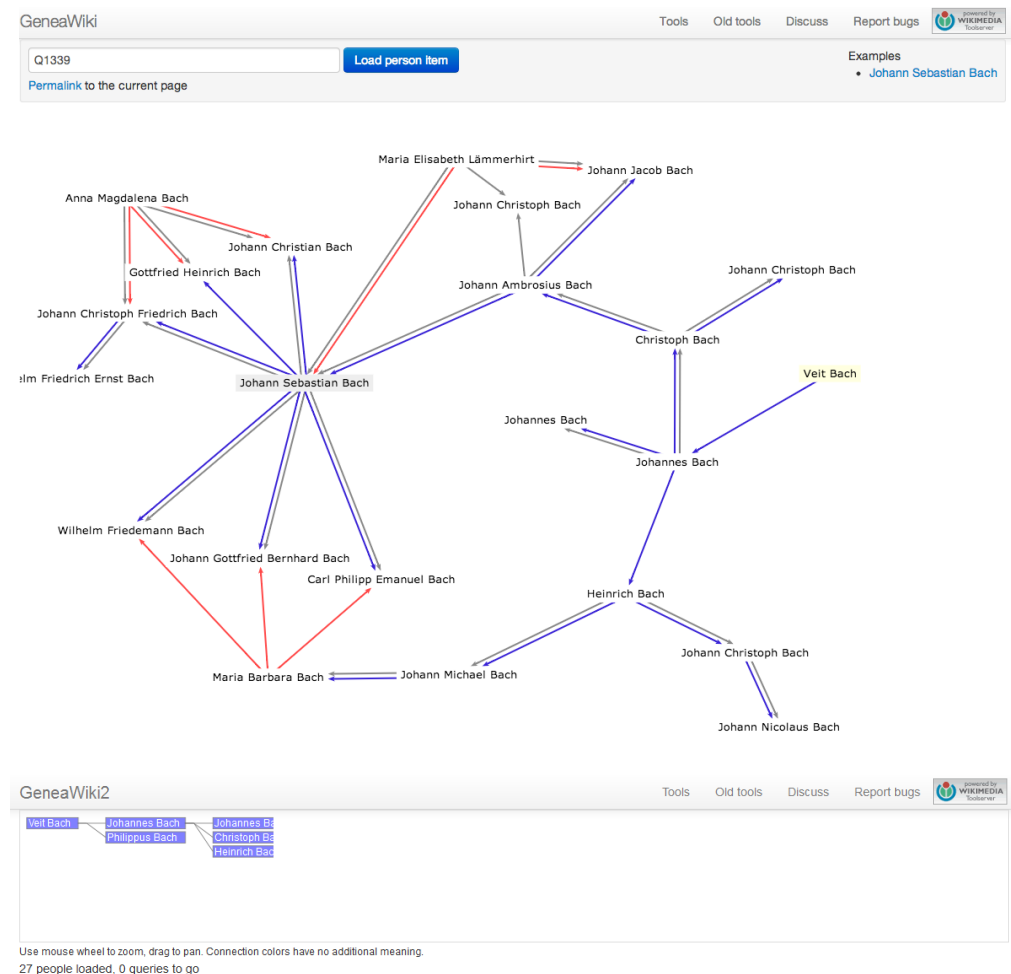 GeneaWiki
Tools Old tools Discuss Report bugs powered by WIKIMEDIA Toolserver
Q1339 Load person item
Permalink to the current page
Examples
Johann Sebastian Bach
Maria Elisabeth Lämmerhirt
Johann Jacob Bach
Anna Magdalena Bach
Johann Christoph Bach
Johann Christian Bach
Gottfried Heinrich Bach
Johann Christoph Bach
Johann Ambrosius Bach
Johann Christoph Friedrich Bach
Christoph Bach
Veit Bach
elm Friedrich Ernst Bach
Johann Sebastian Bach
Johannes Bach
Johannes Bach
Wilhelm Friedemann Bach
Johann Gottfried Bernhard Bach
Carl Philipp Emanuel Bach
Heinrich Bach
Johann Christoph Bach
Maria Barbara Bach
Johann Michael Bach
Johann Nicolaus Bach
GeneaWiki2
Tools Old tools Discuss Report bugs powered by WIKIMEDIA Toolserver
Veit Bach Johannes Bach Johannes Ba
Philippus Bach Christoph Ba
Heinrich Bac
Use mouse wheel to zoom, drag to pan. Connection colors have no additional meaning.
27 people loaded, 0 queries to go